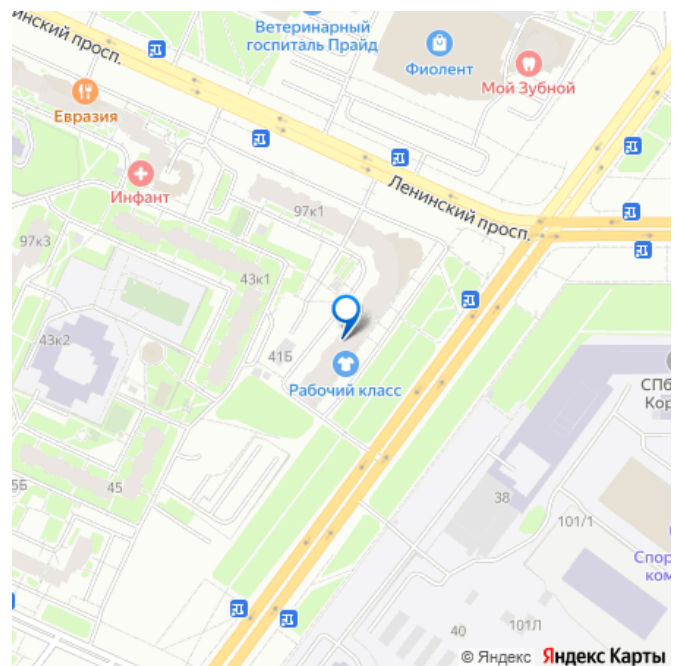 Ленинский просп.
Ветеринарный
госпиталь Прайд
Фиолент
Мой Зубной
Евразия
Инфант
97к1
Ленинский просп.
97к3
43к1
43к2
41Б
Рабочий класс
СПб
Кор
45
38
101/1
Спор
ком
40
101Л
© Яндекс Яндекс Карты